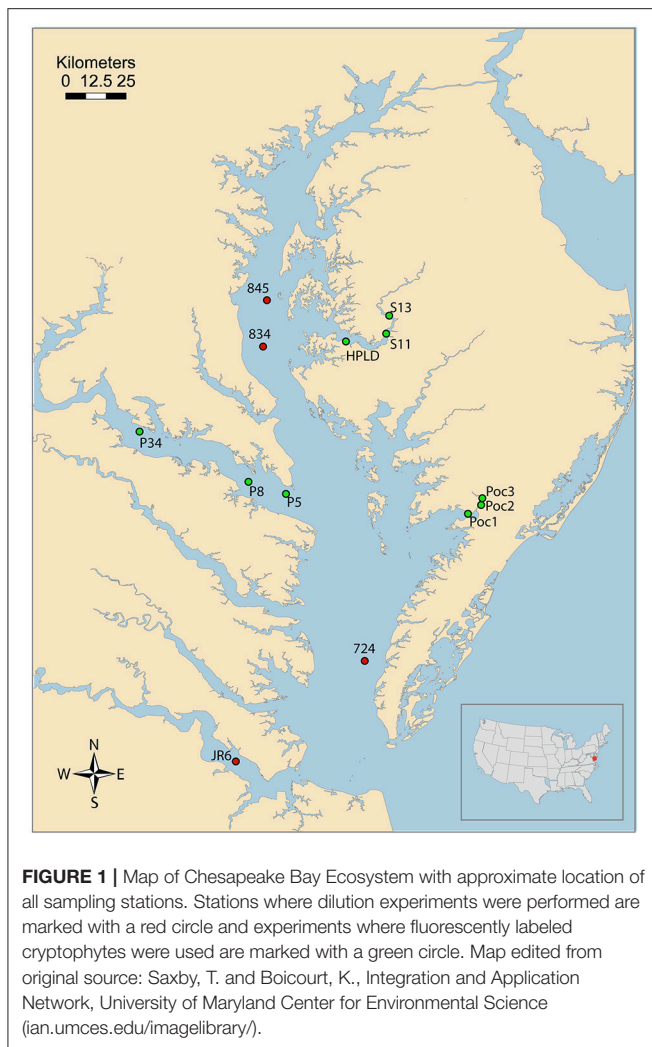 Kilometers
0 12.5 25
845
834
S13
S11
HPLD
P34
P8
P5
Poc3
Poc2
Poc1
724
JR6
N
W E
S
FIGURE 1 | Map of Chesapeake Bay Ecosystem with approximate location of
all sampling stations. Stations where dilution experiments were performed are
marked with a red circle and experiments where fluorescently labeled
cryptophytes were used are marked with a green circle. Map edited from
original source: Saxby, T. and Boicourt, K., Integration and Application
Network, University of Maryland Center for Environmental Science
(ian.umces.edu/imagelibrary/).